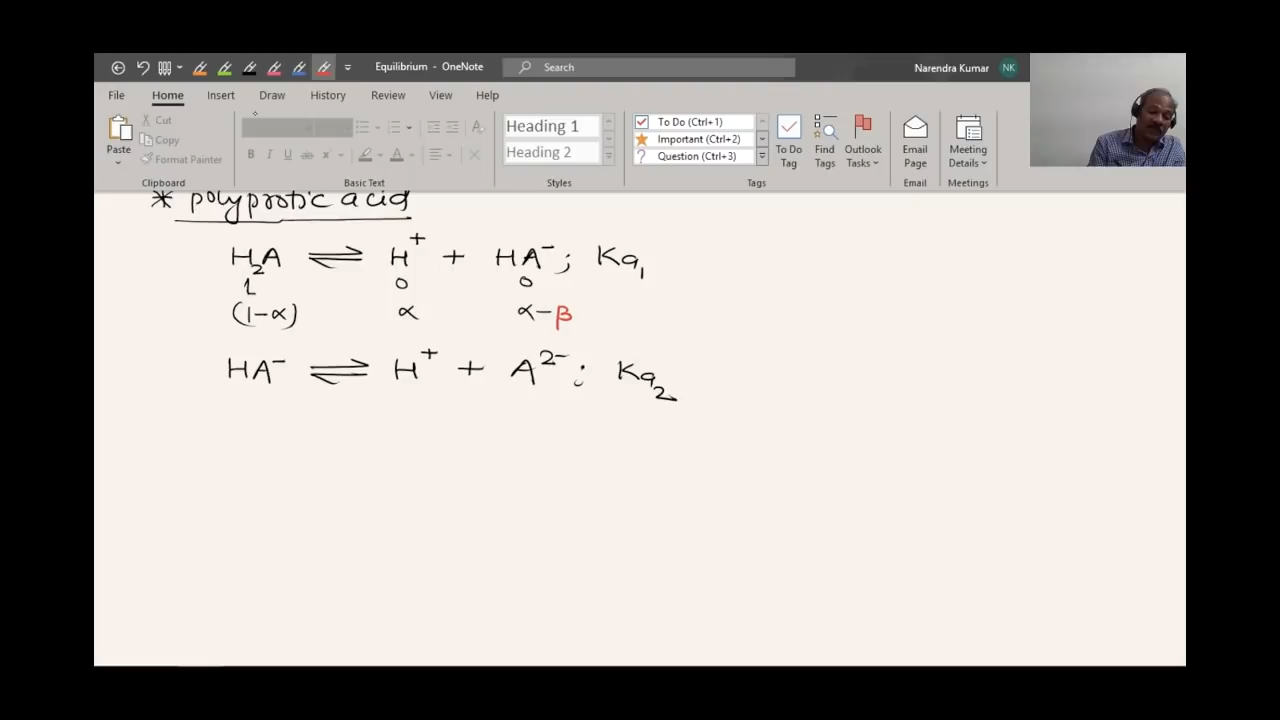 Equilibrium - OneNote
Search
Narendra Kumar NK
File Home Insert Draw History Review View Help
Paste
Cut
Copy
Format Painter
Clipboard
B I U ab x A
Basic Text
Heading 1
Heading 2
Styles
To Do (Ctrl+1)
Important (Ctrl+2)
? Question (Ctrl+3)
To Do Tag
Find Tags
Outlook Tasks
Tags
Email Page
Email
Meeting Details
Meetings
* polyprotic acid
H₂A ⇌ H⁺ + HA⁻; Ka₁
1 0 0
(1-α) α α-β
HA⁻ ⇌ H⁺ + A²⁻; Ka₂